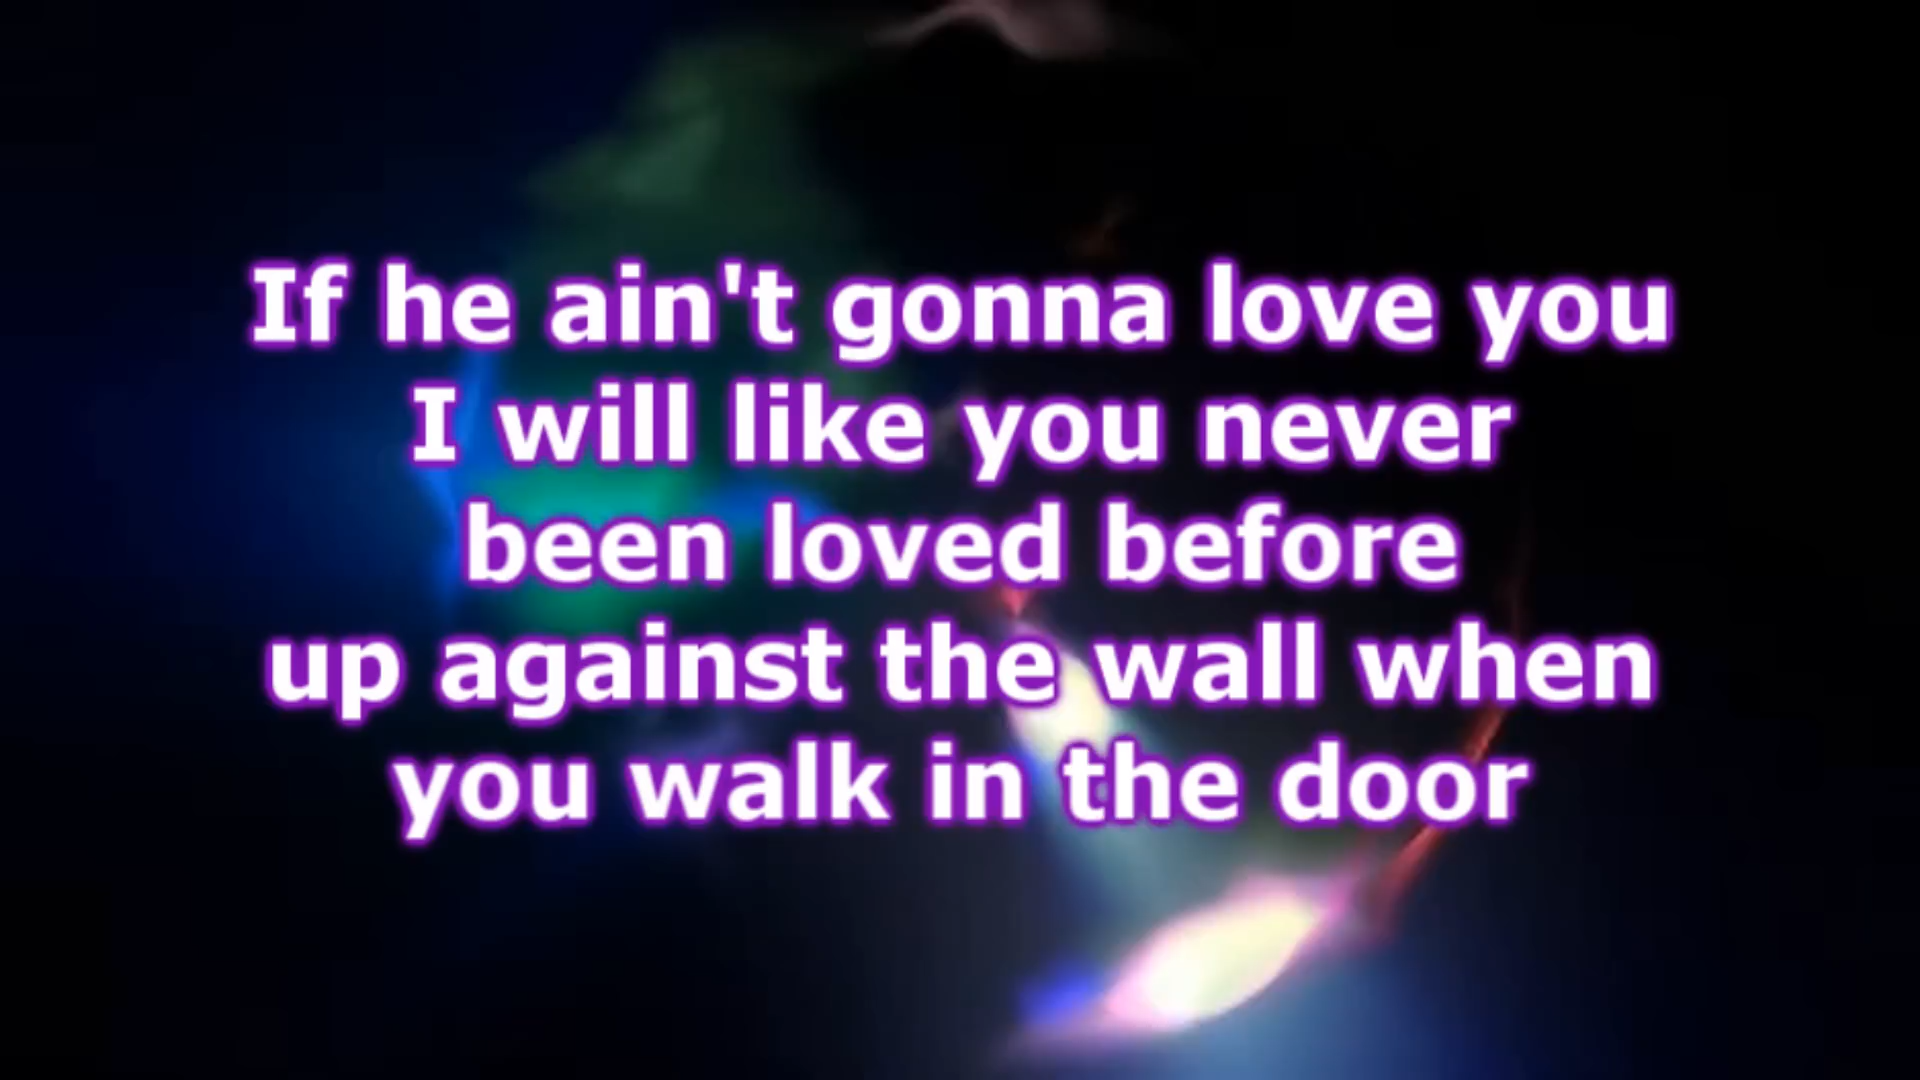 If he ain't gonna love you
I will like you never
been loved before
up against the wall when
you walk in the door